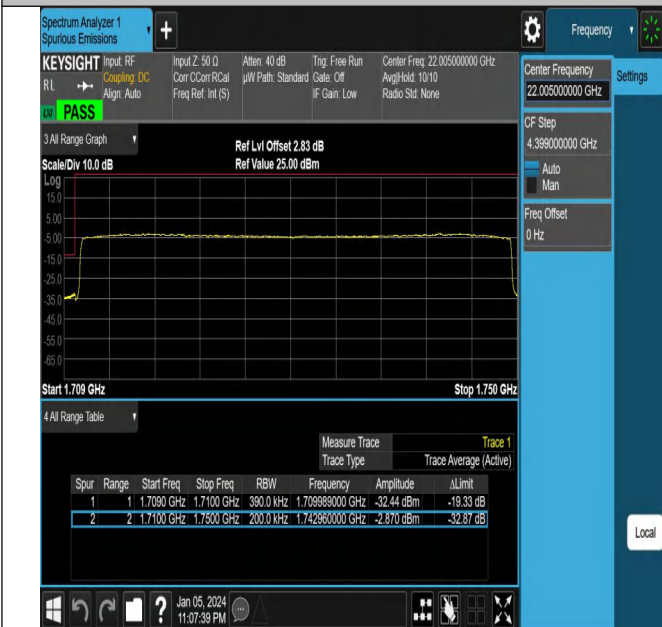 Spectrum Analyzer 1
Spurious Emissions
Frequency
KEYSIGHT Input: RF Input Z: 50 Ω Atten: 40 dB Trig: Free Run Center Freq: 22.005000000 GHz
RL Coupling: DC Corr CCorr RCal µW Path: Standard Gate: Off Avg|Hold: 10/10
Align: Auto Freq Ref: Int (S) IF Gain: Low Radio Std: None
PASS
3 All Range Graph
Ref Lvl Offset 2.83 dB
Scale/Div 10.0 dB Ref Value 25.00 dBm
Log
15.0
5.00
-5.00
-15.0
-25.0
-35.0
-45.0
-55.0
-65.0
Start 1.709 GHz Stop 1.750 GHz
4 All Range Table
Measure Trace Trace 1
Trace Type Trace Average (Active)
Spur Range Start Freq Stop Freq RBW Frequency Amplitude ΔLimit
1 1 1.7090 GHz 1.7100 GHz 390.0 kHz 1.709989000 GHz -32.44 dBm -19.33 dB
2 2 1.7100 GHz 1.7500 GHz 200.0 kHz 1.742960000 GHz -2.870 dBm -32.87 dB
Jan 05, 2024
11:07:39 PM
Center Frequency
22.005000000 GHz
Settings
CF Step
4.399000000 GHz
Auto
Man
Freq Offset
0 Hz
Local